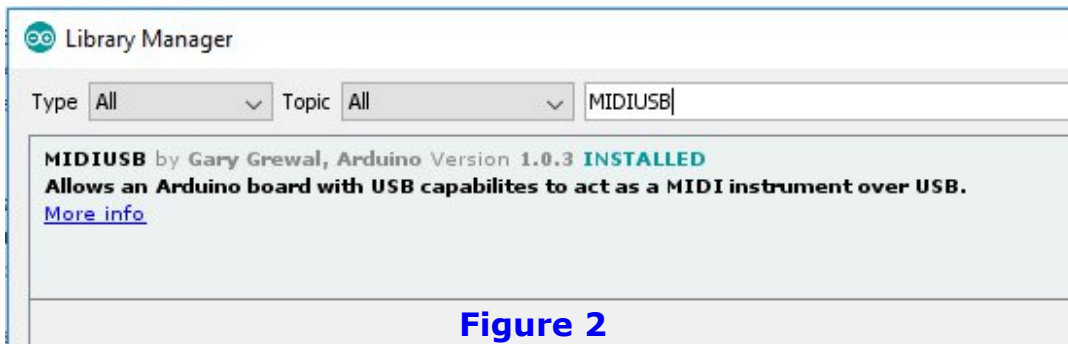 Library Manager
Type All Topic All MIDIUSB
MIDIUSB by Gary Grewal, Arduino Version 1.0.3 INSTALLED
Allows an Arduino board with USB capabilites to act as a MIDI instrument over USB.
More info
Figure 2